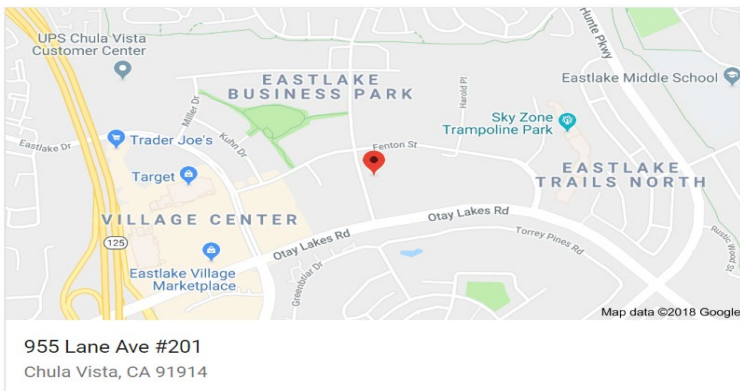 UPS Chula Vista
Customer Center
EASTLAKE
BUSINESS PARK
Hunte Pkwy
Eastlake Middle School
Miller Dr
Harold Pl
Sky Zone
Trampoline Park
Eastlake Dr
Trader Joe's
Kuhn Dr
Fenton St
Target
EASTLAKE
TRAILS NORTH
VILLAGE CENTER
Otay Lakes Rd
125
Otay Lakes Rd
Torrey Pines Rd
Rustic Wood St
Eastlake Village
Marketplace
Greenbriar Dr
Map data ©2018 Google
955 Lane Ave #201
Chula Vista, CA 91914